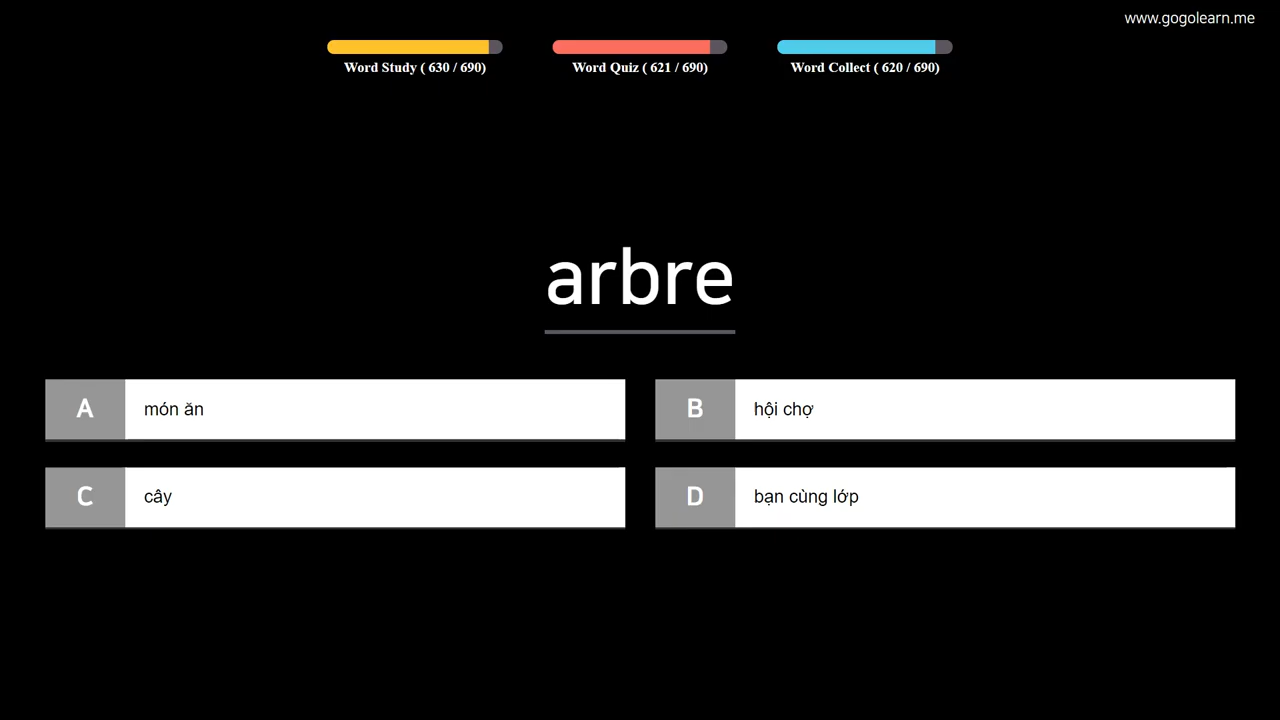 www.gogolearn.me
Word Study ( 630 / 690)
Word Quiz ( 621 / 690)
Word Collect ( 620 / 690)
arbre
A món ăn
B hội chợ
C cây
D bạn cùng lớp